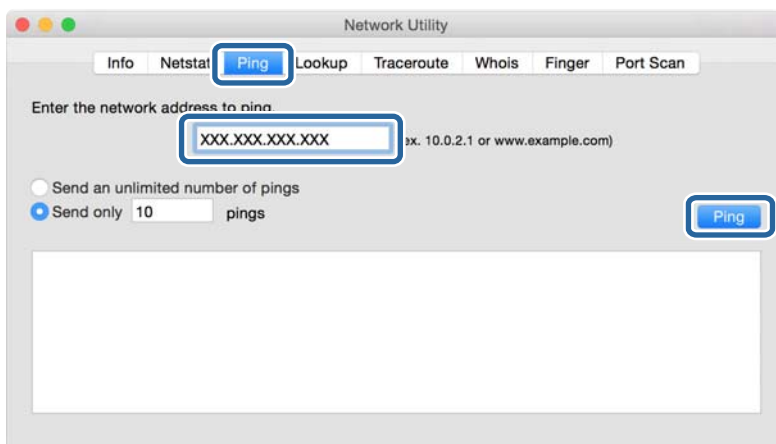 Network Utility
Info Netstat Ping Lookup Traceroute Whois Finger Port Scan
Enter the network address to ping.
XXX.XXX.XXX.XXX ex. 10.0.2.1 or www.example.com)
Send an unlimited number of pings
Send only 10 pings
Ping